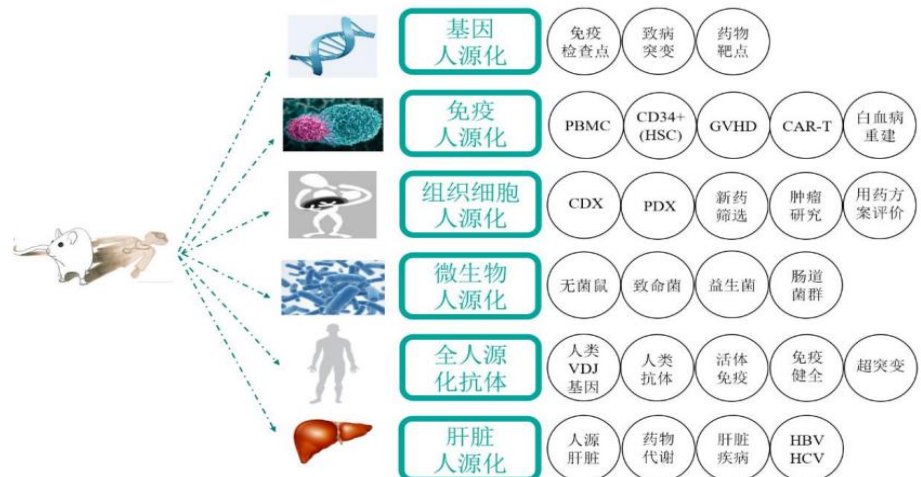 基因
人源化
免疫
检查点
致病
突变
药物
靶点
免疫
人源化
PBMC
CD34+
(HSC)
GVHD
CAR-T
白血病
重建
组织细胞
人源化
CDX
PDX
新药
筛选
肿瘤
研究
用药方
案评价
微生物
人源化
无菌鼠
致命菌
益生菌
肠道
菌群
全人源
化抗体
人类
VDJ
基因
人类
抗体
活体
免疫
免疫
健全
超突变
肝脏
人源化
人源
肝脏
药物
代谢
肝脏
疾病
HBV
HCV